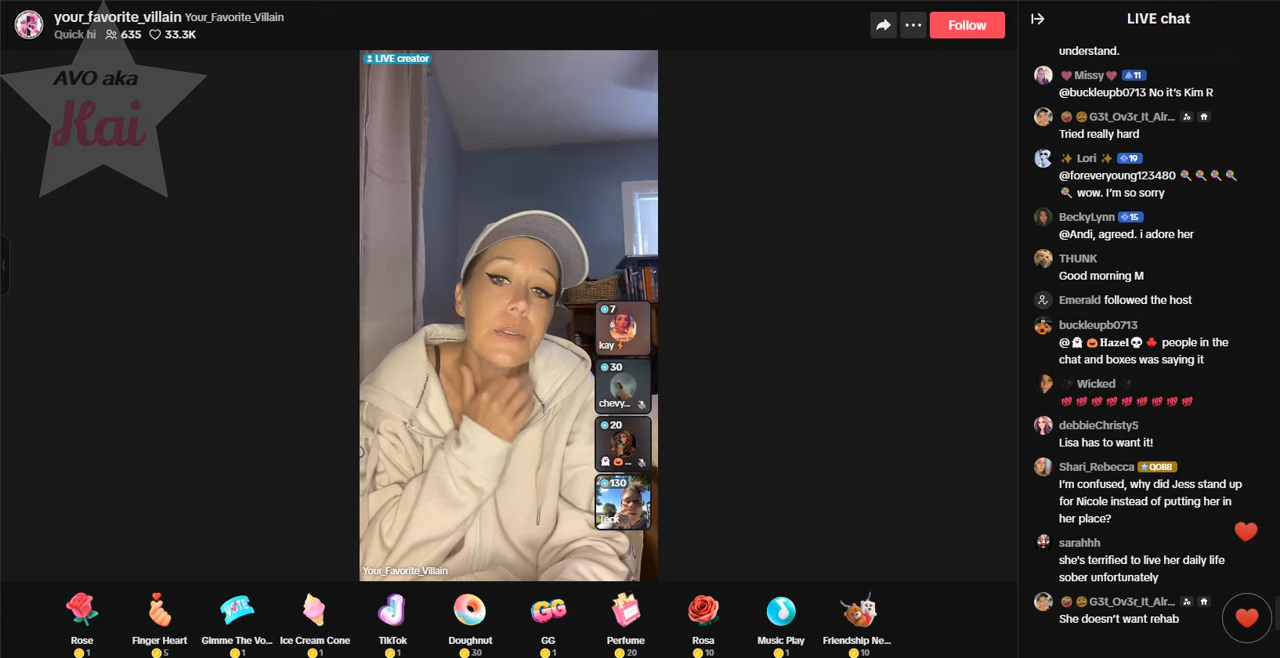 your_favorite_villain Your_Favorite_Villain
Quick hi 635 33.3K
Follow
AVO aka
Kai
LIVE creator
7
kay
30
chevy...
20
...
130
Teck
Your_Favorite_Villain
Rose
1
Finger Heart
5
Gimme The Vo...
1
Ice Cream Cone
1
TikTok
1
Doughnut
30
GG
GG
1
Perfume
20
Rosa
10
Music Play
1
Friendship Ne...
10
LIVE chat
understand.
Missy 11
@buckleupb0713 No it's Kim R
G3t_Ov3r_It_Alr...
Tried really hard
Lori 19
@foreveryoung123480 🍭 🍭 🍭 🍭
🍭 wow. I'm so sorry
BeckyLynn 15
@Andi, agreed. i adore her
THUNK
Good morning M
Emerald followed the host
buckleupb0713
@👻🎃Hazel💀♣ people in the
chat and boxes was saying it
Wicked
💯 💯 💯 💯 💯 💯 💯 💯 💯
debbieChristy5
Lisa has to want it!
Shari_Rebecca QOBB
I'm confused, why did Jess stand up
for Nicole instead of putting her in
her place?
sarahhh
she's terrified to live her daily life
sober unfortunately
G3t_Ov3r_It_Alr...
She doesn't want rehab